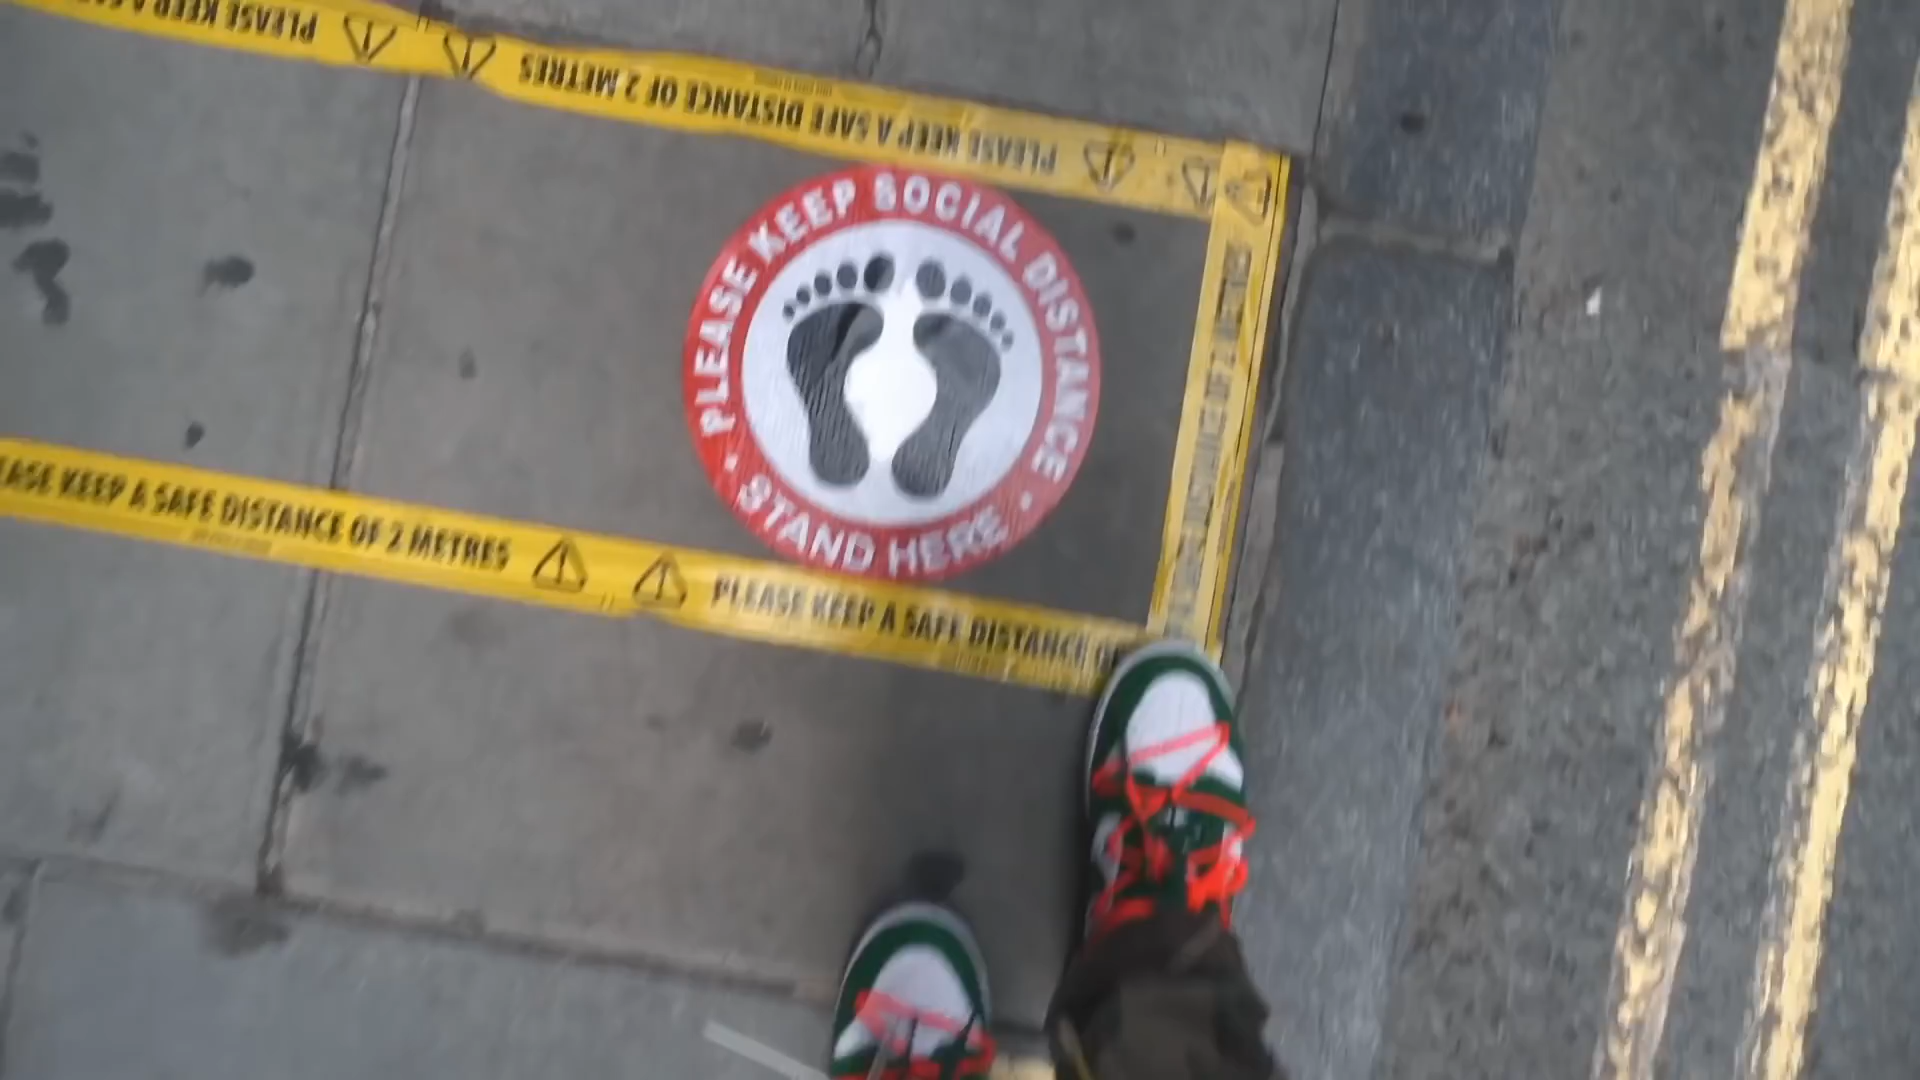 PLEASE KEEP A SAFE
PLEASE KEEP A SAFE DISTANCE OF 2 METRES
PLEASE KEEP SOCIAL DISTANCE
STAND HERE
DISTANCE OF 2 METRES
EASE KEEP A SAFE DISTANCE OF 2 METRES
PLEASE KEEP A SAFE DISTANCE